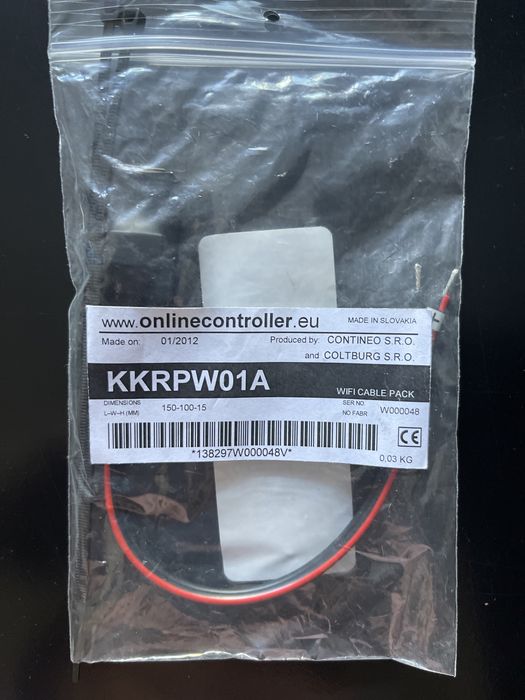 www.onlinecontroller.eu MADE IN SLOVAKIA
Made on: 01/2012 Produced by: CONTINEO S.R.O.
and COLTBURG S.R.O.
KKRPW01A WIFI CABLE PACK
DIMENSIONS
L–W–H (MM) 150-100-15 SER NO.
NO FABR W000048
CE
*138297W000048V* 0,03 KG